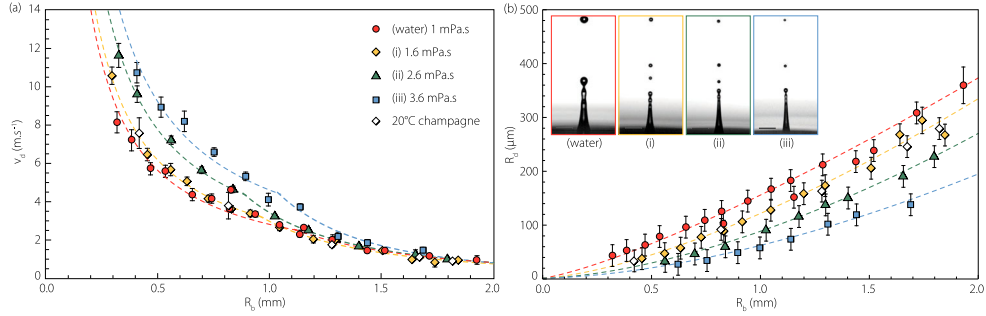 (a)
14
12
10
8
6
4
2
0
v_d (m.s⁻¹)
0 0.5 1.0 1.5 2.0
R_b (mm)
(water) 1 mPa.s
(i) 1.6 mPa.s
(ii) 2.6 mPa.s
(iii) 3.6 mPa.s
20°C champagne
(b)
500
400
300
200
100
0
R_d (µm)
(water) (i) (ii) (iii)
0.0 0.5 1.0 1.5 2.0
R_b (mm)